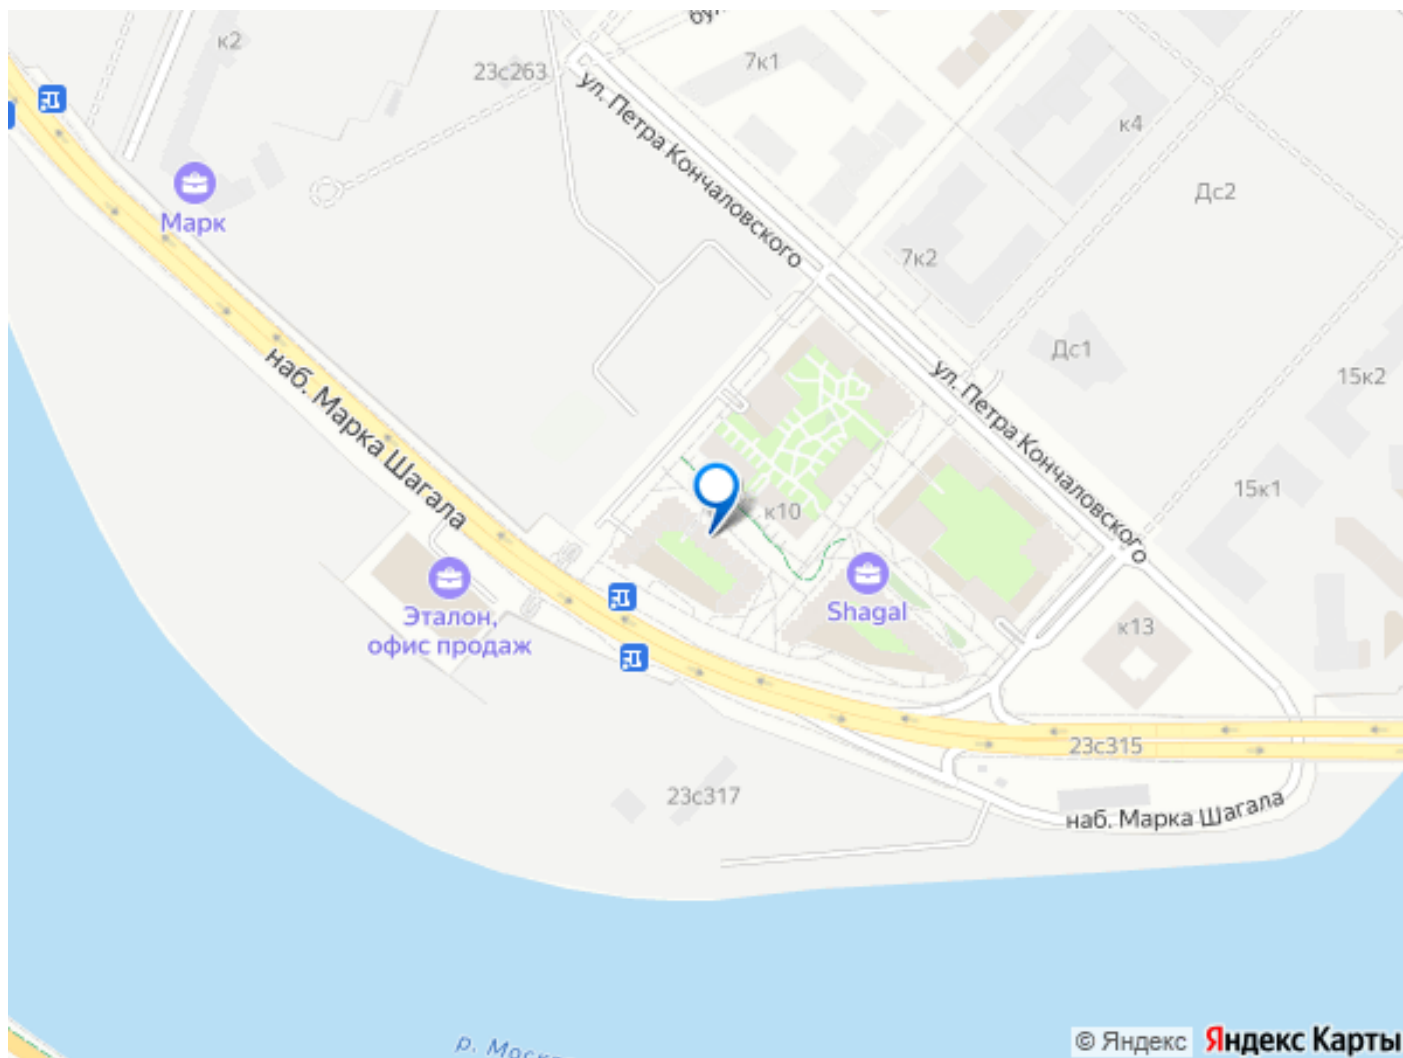 к2
23с263
7к1
ул. Петра Кончаловского
к4
Марк
Дс2
7к2
Дс1
15к2
наб. Марка Шагала
ул. Петра Кончаловского
15к1
к10
Эталон,
офис продаж
Shagal
к13
23с315
23с317
наб. Марка Шагала
р. Моск
© Яндекс Яндекс Карты